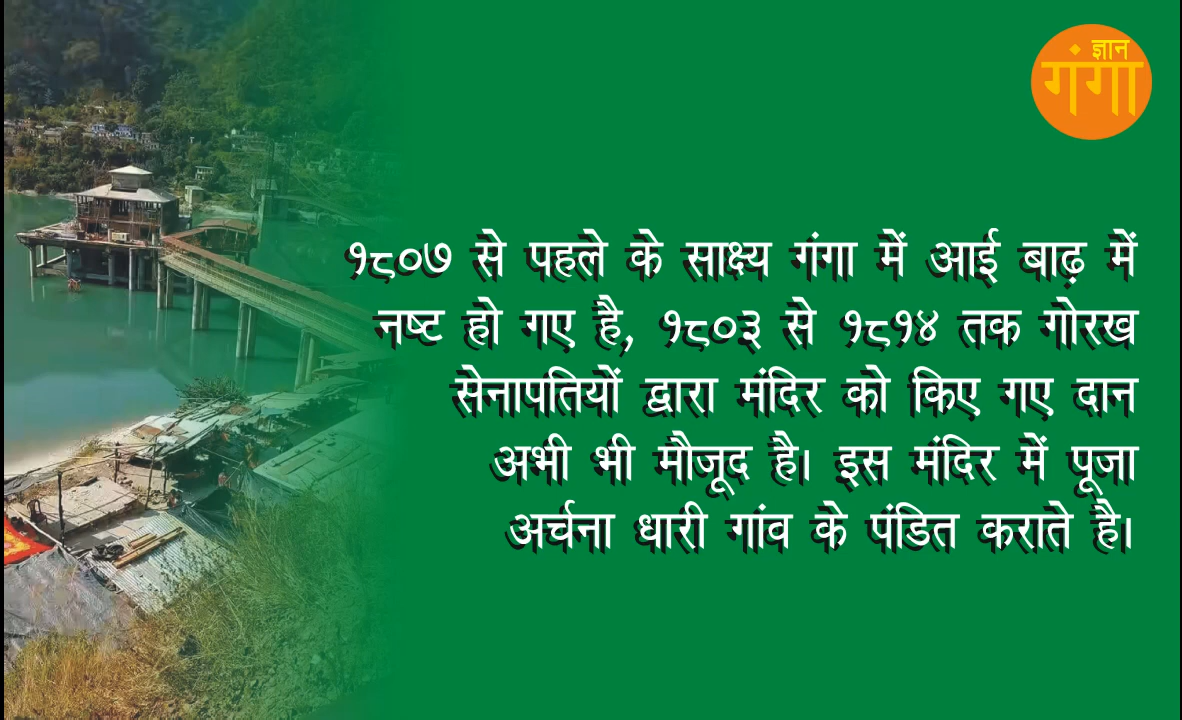 ज्ञान
गंगा
१८०७ से पहले के साक्ष्य गंगा में आई बाढ़ में
नष्ट हो गए है, १८०३ से १८१४ तक गोरख
सेनापतियों द्वारा मंदिर को किए गए दान
अभी भी मौजूद है। इस मंदिर में पूजा
अर्चना धारी गांव के पंडित कराते है।